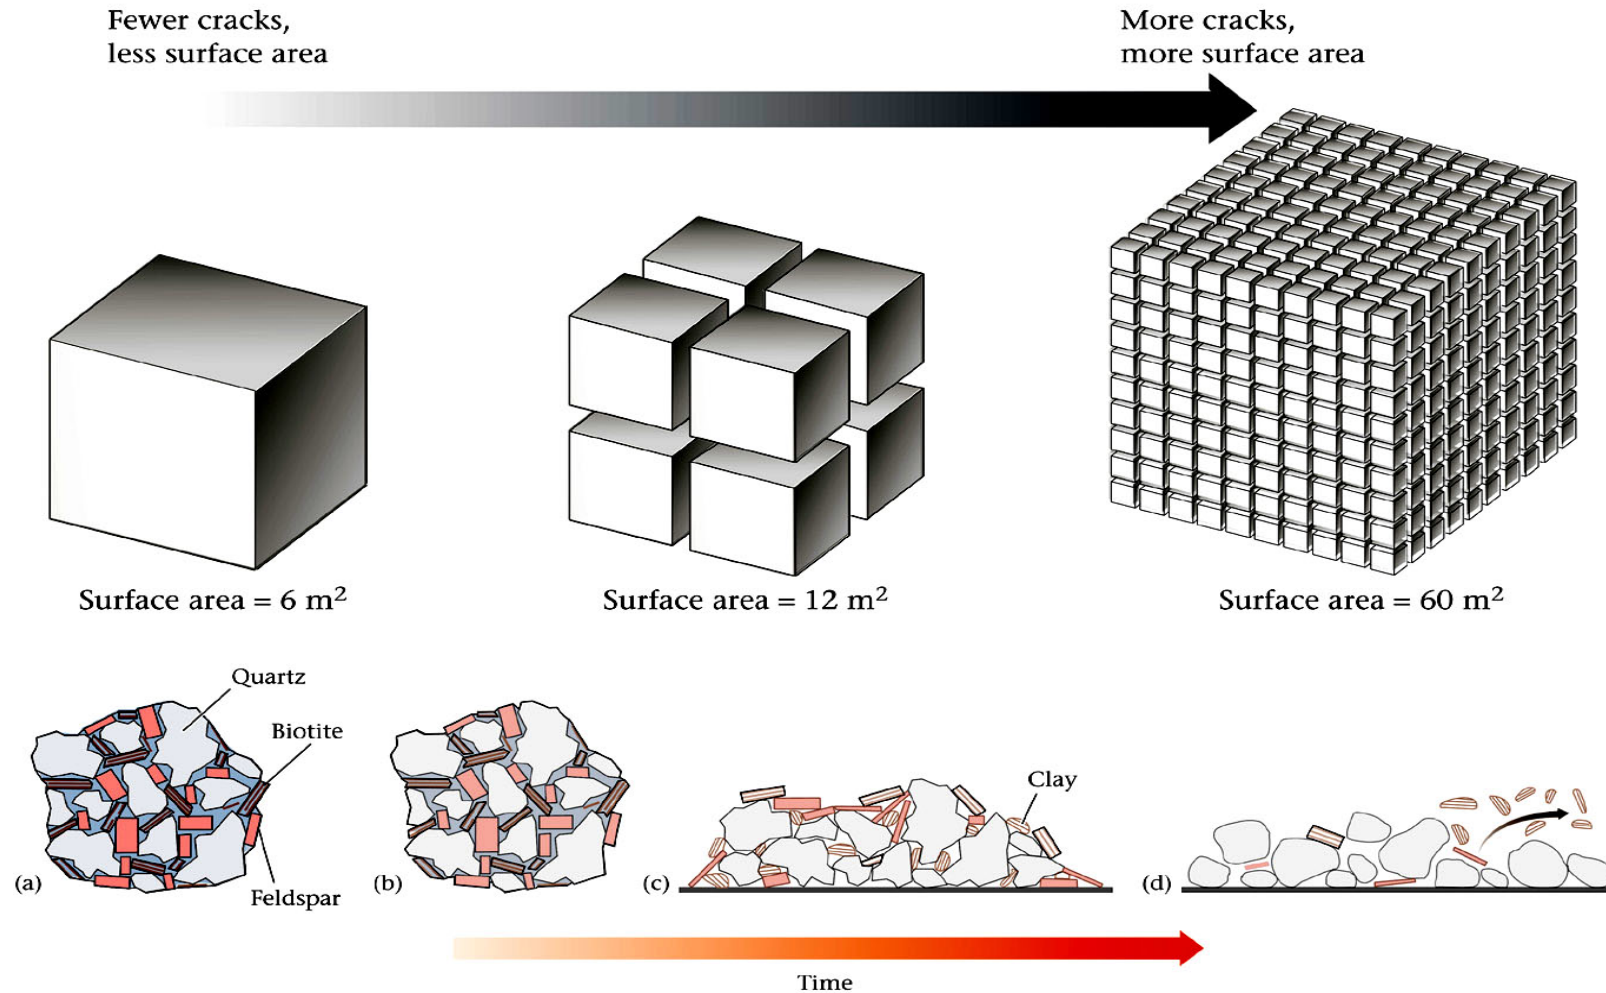 Fewer cracks,
less surface area
More cracks,
more surface area
Surface area = 6 m²
Surface area = 12 m²
Surface area = 60 m²
Quartz
Biotite
Feldspar
(a)
(b)
Clay
(c)
(d)
Time